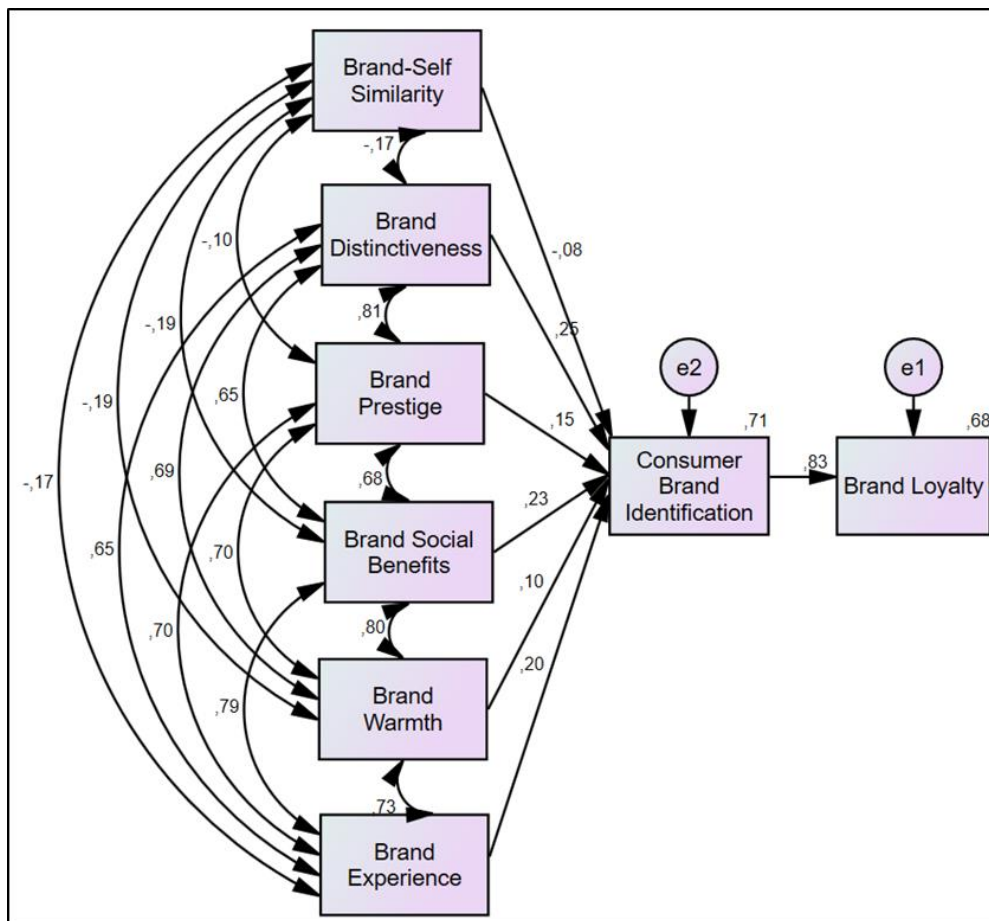 Brand-Self
Similarity
-,17
Brand
Distinctiveness
-,10
-,08
,81
,25
-,19
Brand
Prestige
e2
e1
-,19
,65
,15
,71
,68
Consumer
Brand
Identification
,83
Brand Loyalty
,69
-,17
,68
,23
Brand Social
Benefits
,65
,70
,10
,70
,80
,20
,79
Brand
Warmth
,73
Brand
Experience